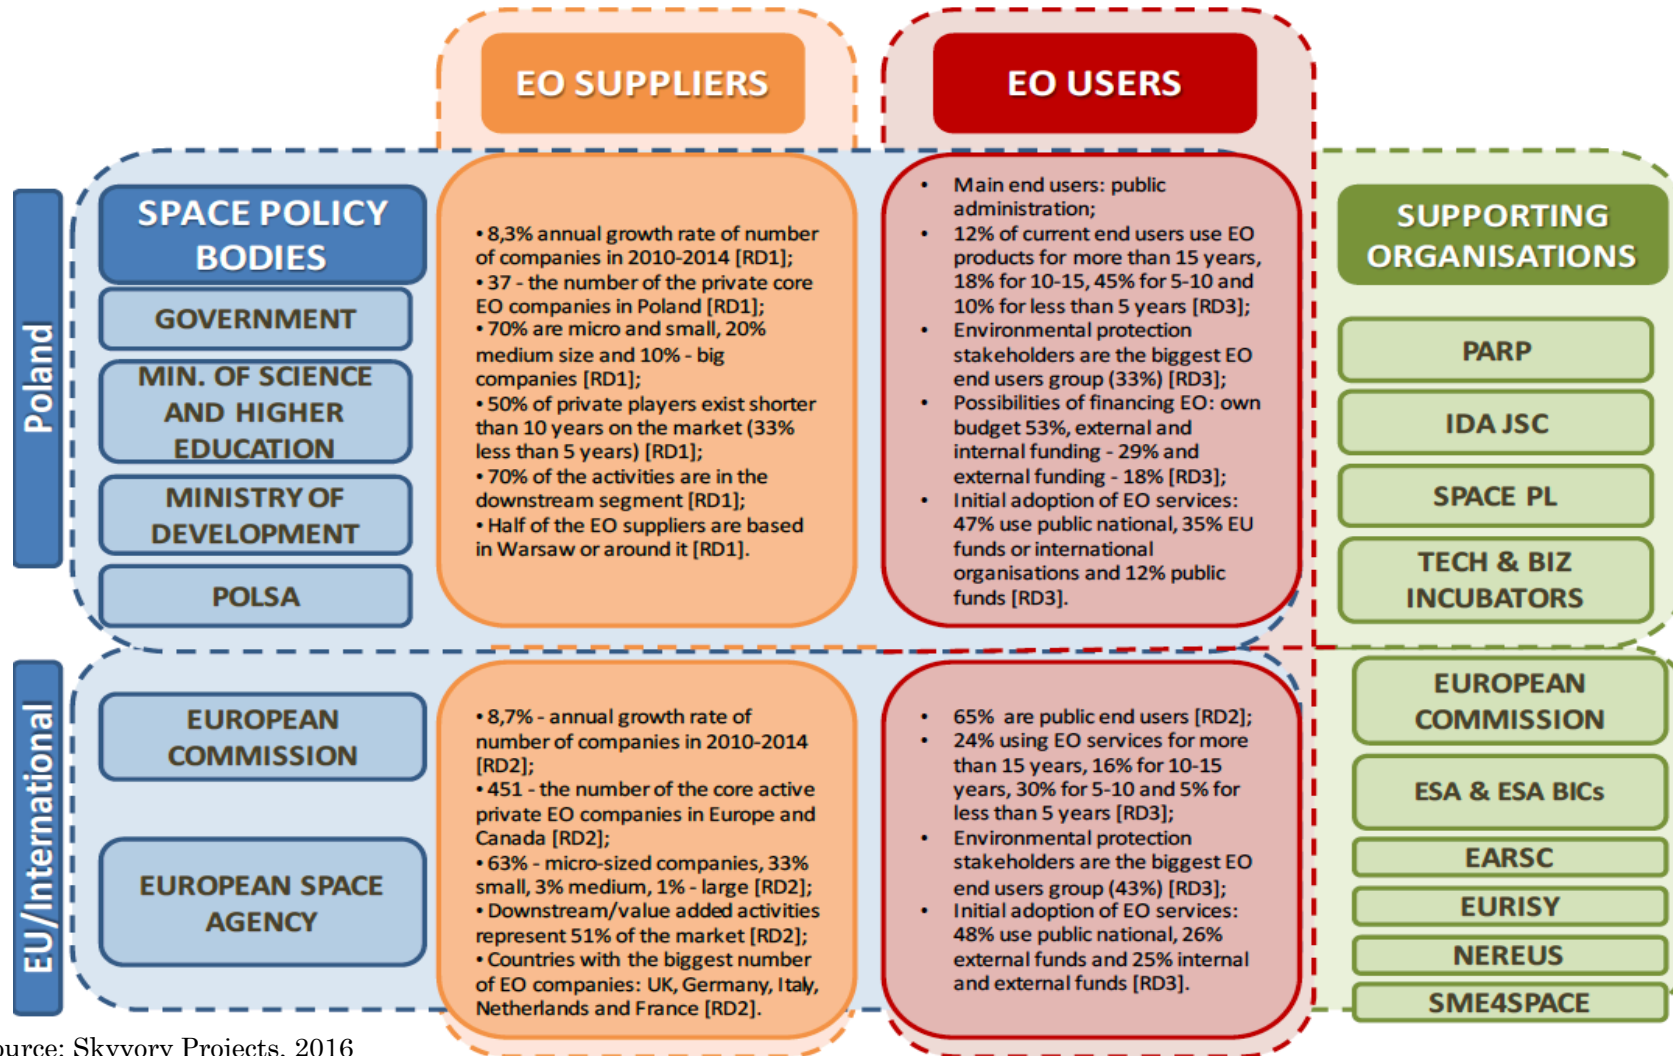 EO SUPPLIERS
EO USERS
Poland
SPACE POLICY
BODIES
GOVERNMENT
MIN. OF SCIENCE
AND HIGHER
EDUCATION
MINISTRY OF
DEVELOPMENT
POLSA
• 8,3% annual growth rate of number
of companies in 2010-2014 [RD1];
• 37 - the number of the private core
EO companies in Poland [RD1];
• 70% are micro and small, 20%
medium size and 10% - big
companies [RD1];
• 50% of private players exist shorter
than 10 years on the market (33%
less than 5 years) [RD1];
• 70% of the activities are in the
downstream segment [RD1];
• Half of the EO suppliers are based
in Warsaw or around it [RD1].
• Main end users: public
administration;
• 12% of current end users use EO
products for more than 15 years,
18% for 10-15, 45% for 5-10 and
10% for less than 5 years [RD3];
• Environmental protection
stakeholders are the biggest EO
end users group (33%) [RD3];
• Possibilities of financing EO: own
budget 53%, external and
internal funding - 29% and
external funding - 18% [RD3];
• Initial adoption of EO services:
47% use public national, 35% EU
funds or international
organisations and 12% public
funds [RD3].
SUPPORTING
ORGANISATIONS
PARP
IDA JSC
SPACE PL
TECH & BIZ
INCUBATORS
EU/International
EUROPEAN
COMMISSION
EUROPEAN SPACE
AGENCY
• 8,7% - annual growth rate of
number of companies in 2010-2014
[RD2];
• 451 - the number of the core active
private EO companies in Europe and
Canada [RD2];
• 63% - micro-sized companies, 33%
small, 3% medium, 1% - large [RD2];
• Downstream/value added activities
represent 51% of the market [RD2];
• Countries with the biggest number
of EO companies: UK, Germany, Italy,
Netherlands and France [RD2].
• 65% are public end users [RD2];
• 24% using EO services for more
than 15 years, 16% for 10-15
years, 30% for 5-10 and 5% for
less than 5 years [RD3];
• Environmental protection
stakeholders are the biggest EO
end users group (43%) [RD3];
• Initial adoption of EO services:
48% use public national, 26%
external funds and 25% internal
and external funds [RD3].
EUROPEAN
COMMISSION
ESA & ESA BICs
EARSC
EURISY
NEREUS
SME4SPACE
ource: Skyvory Projects, 2016